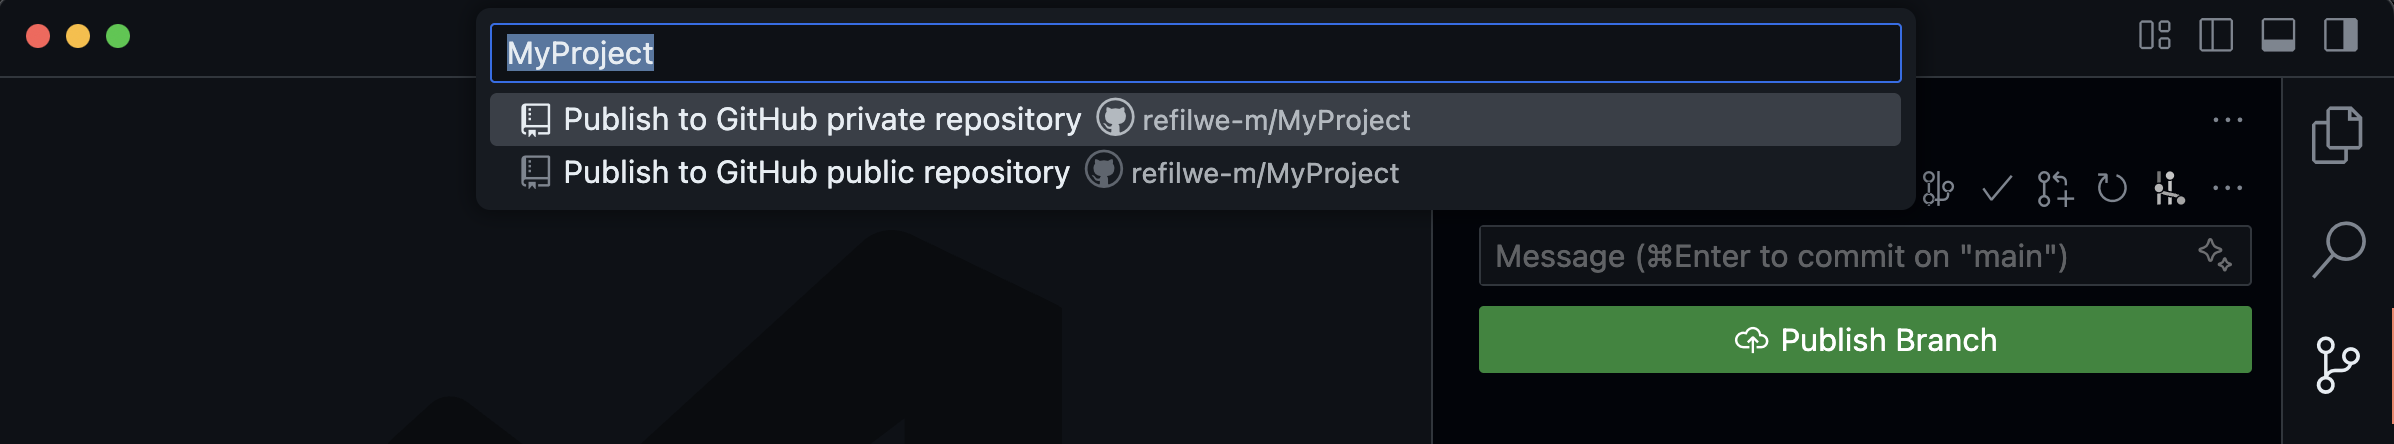 MyProject
Publish to GitHub private repository refilwe-m/MyProject
Publish to GitHub public repository refilwe-m/MyProject
Message (⌘Enter to commit on "main")
Publish Branch